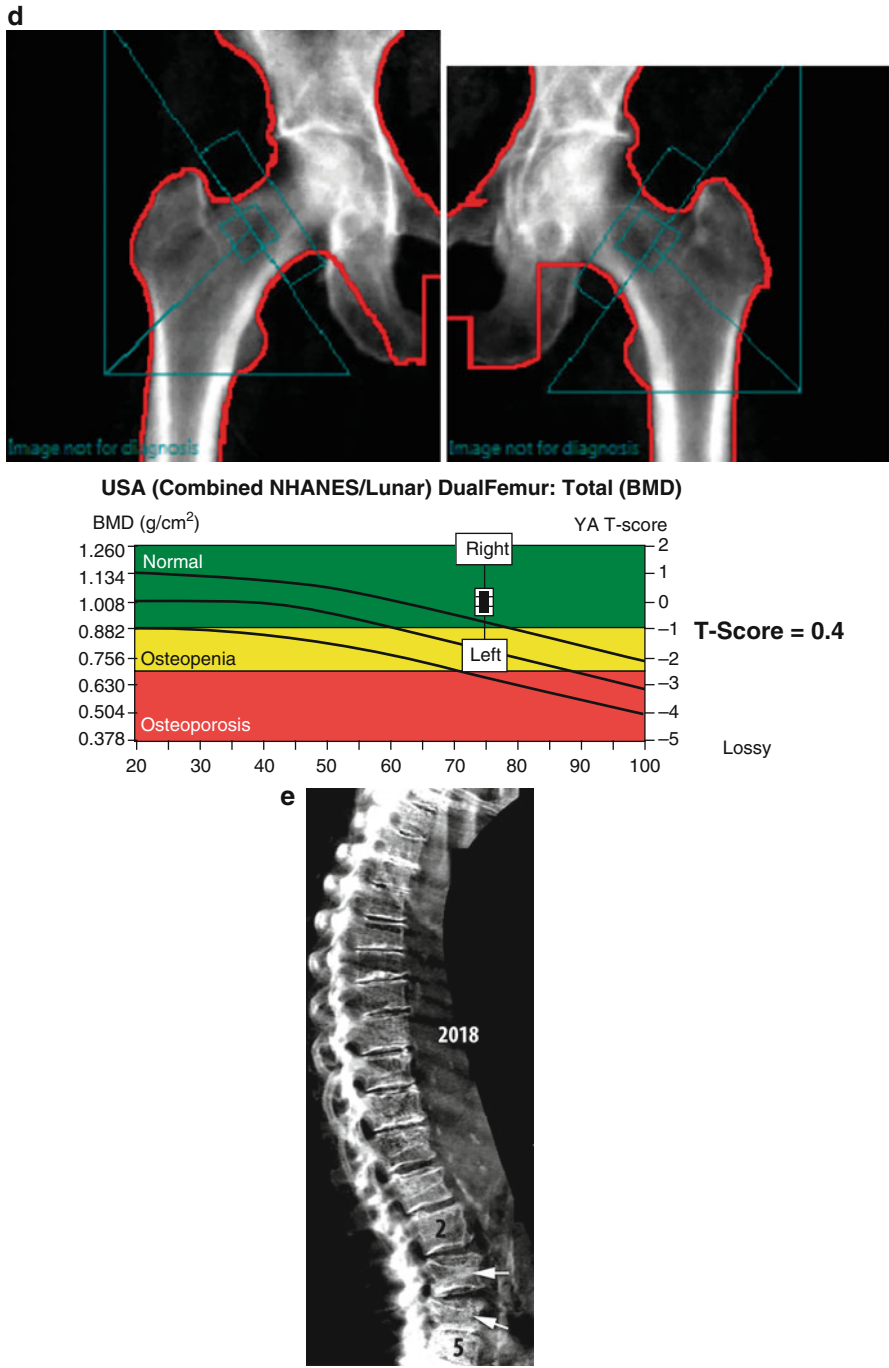 d
Image not for diagnosis
Image not for diagnosis
USA (Combined NHANES/Lunar) DualFemur: Total (BMD)
BMD (g/cm2)
YA T-score
1.260
1.134
1.008
0.882
0.756
0.630
0.504
0.378
Normal
Osteopenia
Osteoporosis
Right
Left
2
1
0
–1
–2
–3
–4
–5
T-Score = 0.4
Lossy
20 30 40 50 60 70 80 90 100
e
2018
2
5